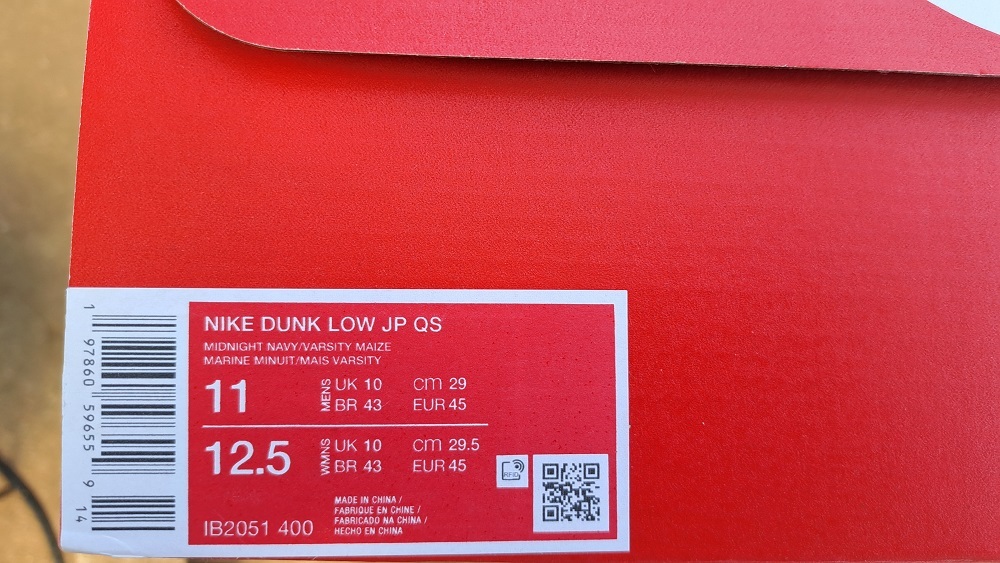 NIKE DUNK LOW JP QS
MIDNIGHT NAVY/VARSITY MAIZE
MARINE MINUIT/MAIS VARSITY
11 MENS UK 10 cm 29
BR 43 EUR 45
12.5 WMNS UK 10 cm 29.5
BR 43 EUR 45
RFID
MADE IN CHINA /
FABRIQUE EN CHINE /
FABRICADO NA CHINA /
HECHO EN CHINA
IB2051 400
1 97860 59655 9 14